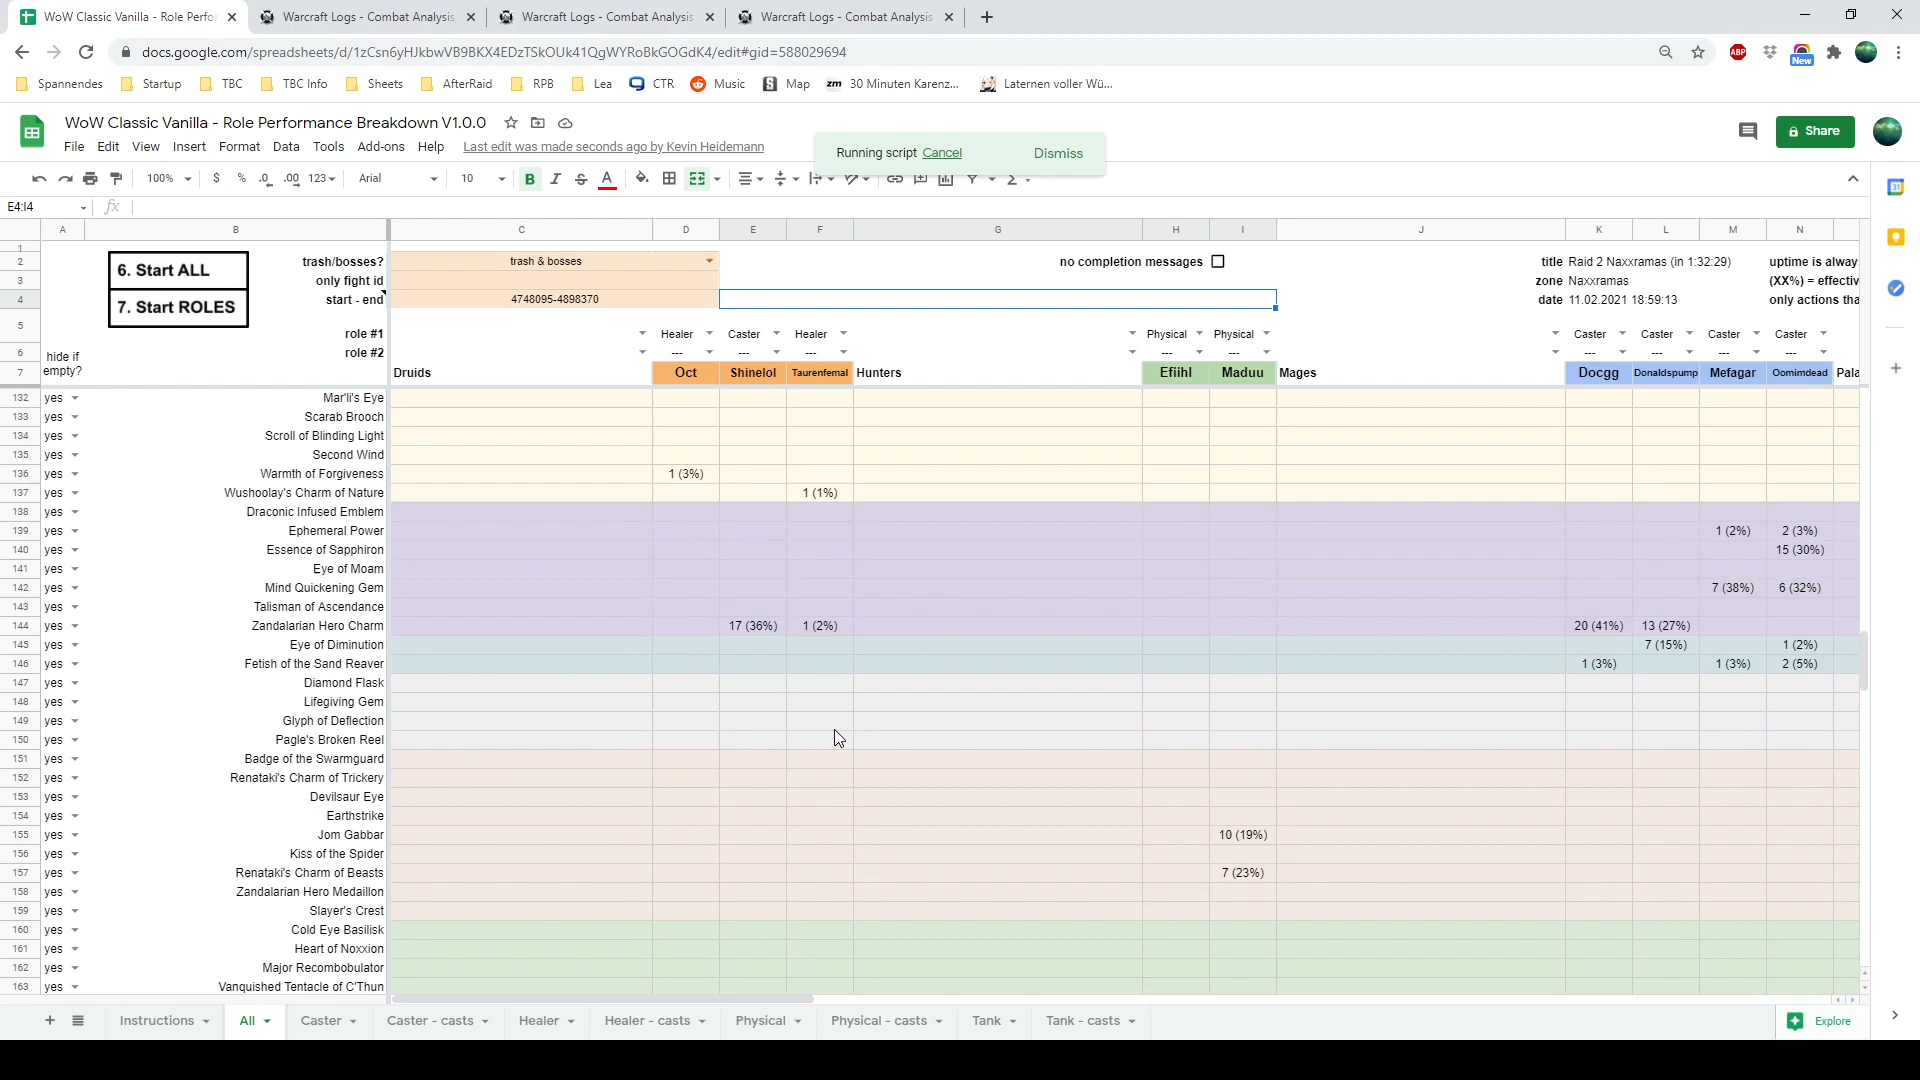 WoW Classic Vanilla - Role Perfor
Warcraft Logs - Combat Analysis
Warcraft Logs - Combat Analysis
Warcraft Logs - Combat Analysis
docs.google.com/spreadsheets/d/1zCsn6yHJkbwVB9BKX4EDzTSkOUk41QgWYRoBkGOGdK4/edit#gid=588029694
ABP
New
Spannendes Startup TBC TBC Info Sheets AfterRaid RPB Lea CTR Music Map zm 30 Minuten Karenz... Laternen voller Wü...
WoW Classic Vanilla - Role Performance Breakdown V1.0.0
File Edit View Insert Format Data Tools Add-ons Help Last edit was made seconds ago by Kevin Heidemann
Running script Cancel Dismiss
Share
100% $ % .0 .00 123 Arial 10 B I S A Σ
31
E4:I4 fx
A B C D E F G H I J K L M N
1
2 6. Start ALL trash/bosses? trash & bosses no completion messages title Raid 2 Naxxramas (in 1:32:29) uptime is alway
3 only fight id zone Naxxramas (XX%) = effectiv
4 7. Start ROLES start - end 4748095-4898370 date 11.02.2021 18:59:13 only actions tha
5 role #1 Healer Caster Healer Physical Physical Caster Caster Caster Caster
6 hide if role #2 --- --- --- --- --- --- --- --- ---
7 empty? Druids Oct Shinelol Taurenfemal Hunters Efiihl Maduu Mages Docgg Donaldspump Mefagar Oomimdead Pala
132 yes Mar'li's Eye
133 yes Scarab Brooch
134 yes Scroll of Blinding Light
135 yes Second Wind
136 yes Warmth of Forgiveness 1 (3%)
137 yes Wushoolay's Charm of Nature 1 (1%)
138 yes Draconic Infused Emblem
139 yes Ephemeral Power 1 (2%) 2 (3%)
140 yes Essence of Sapphiron 15 (30%)
141 yes Eye of Moam
142 yes Mind Quickening Gem 7 (38%) 6 (32%)
143 yes Talisman of Ascendance
144 yes Zandalarian Hero Charm 17 (36%) 1 (2%) 20 (41%) 13 (27%)
145 yes Eye of Diminution 7 (15%) 1 (2%)
146 yes Fetish of the Sand Reaver 1 (3%) 1 (3%) 2 (5%)
147 yes Diamond Flask
148 yes Lifegiving Gem
149 yes Glyph of Deflection
150 yes Pagle's Broken Reel
151 yes Badge of the Swarmguard
152 yes Renataki's Charm of Trickery
153 yes Devilsaur Eye
154 yes Earthstrike
155 yes Jom Gabbar 10 (19%)
156 yes Kiss of the Spider
157 yes Renataki's Charm of Beasts 7 (23%)
158 yes Zandalarian Hero Medaillon
159 yes Slayer's Crest
160 yes Cold Eye Basilisk
161 yes Heart of Noxxion
162 yes Major Recombobulator
163 yes Vanquished Tentacle of C'Thun
Instructions All Caster Caster - casts Healer Healer - casts Physical Physical - casts Tank Tank - casts Explore